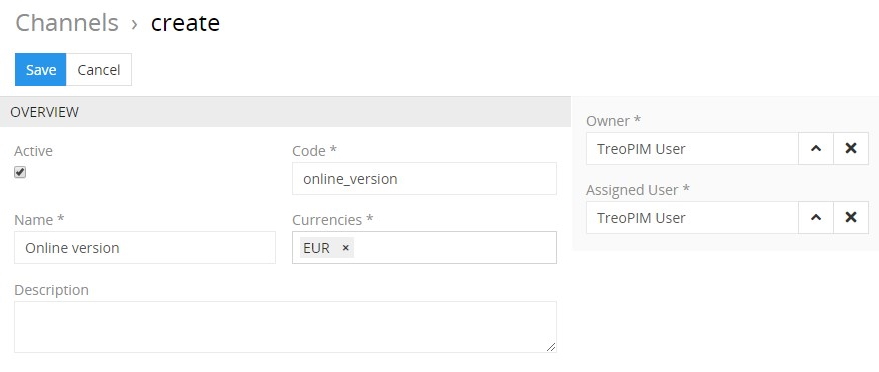 Channels › create
Save Cancel
OVERVIEW
Active
Code *
online_version
Name *
Online version
Currencies *
EUR ×
Description
Owner *
TreoPIM User
Assigned User *
TreoPIM User